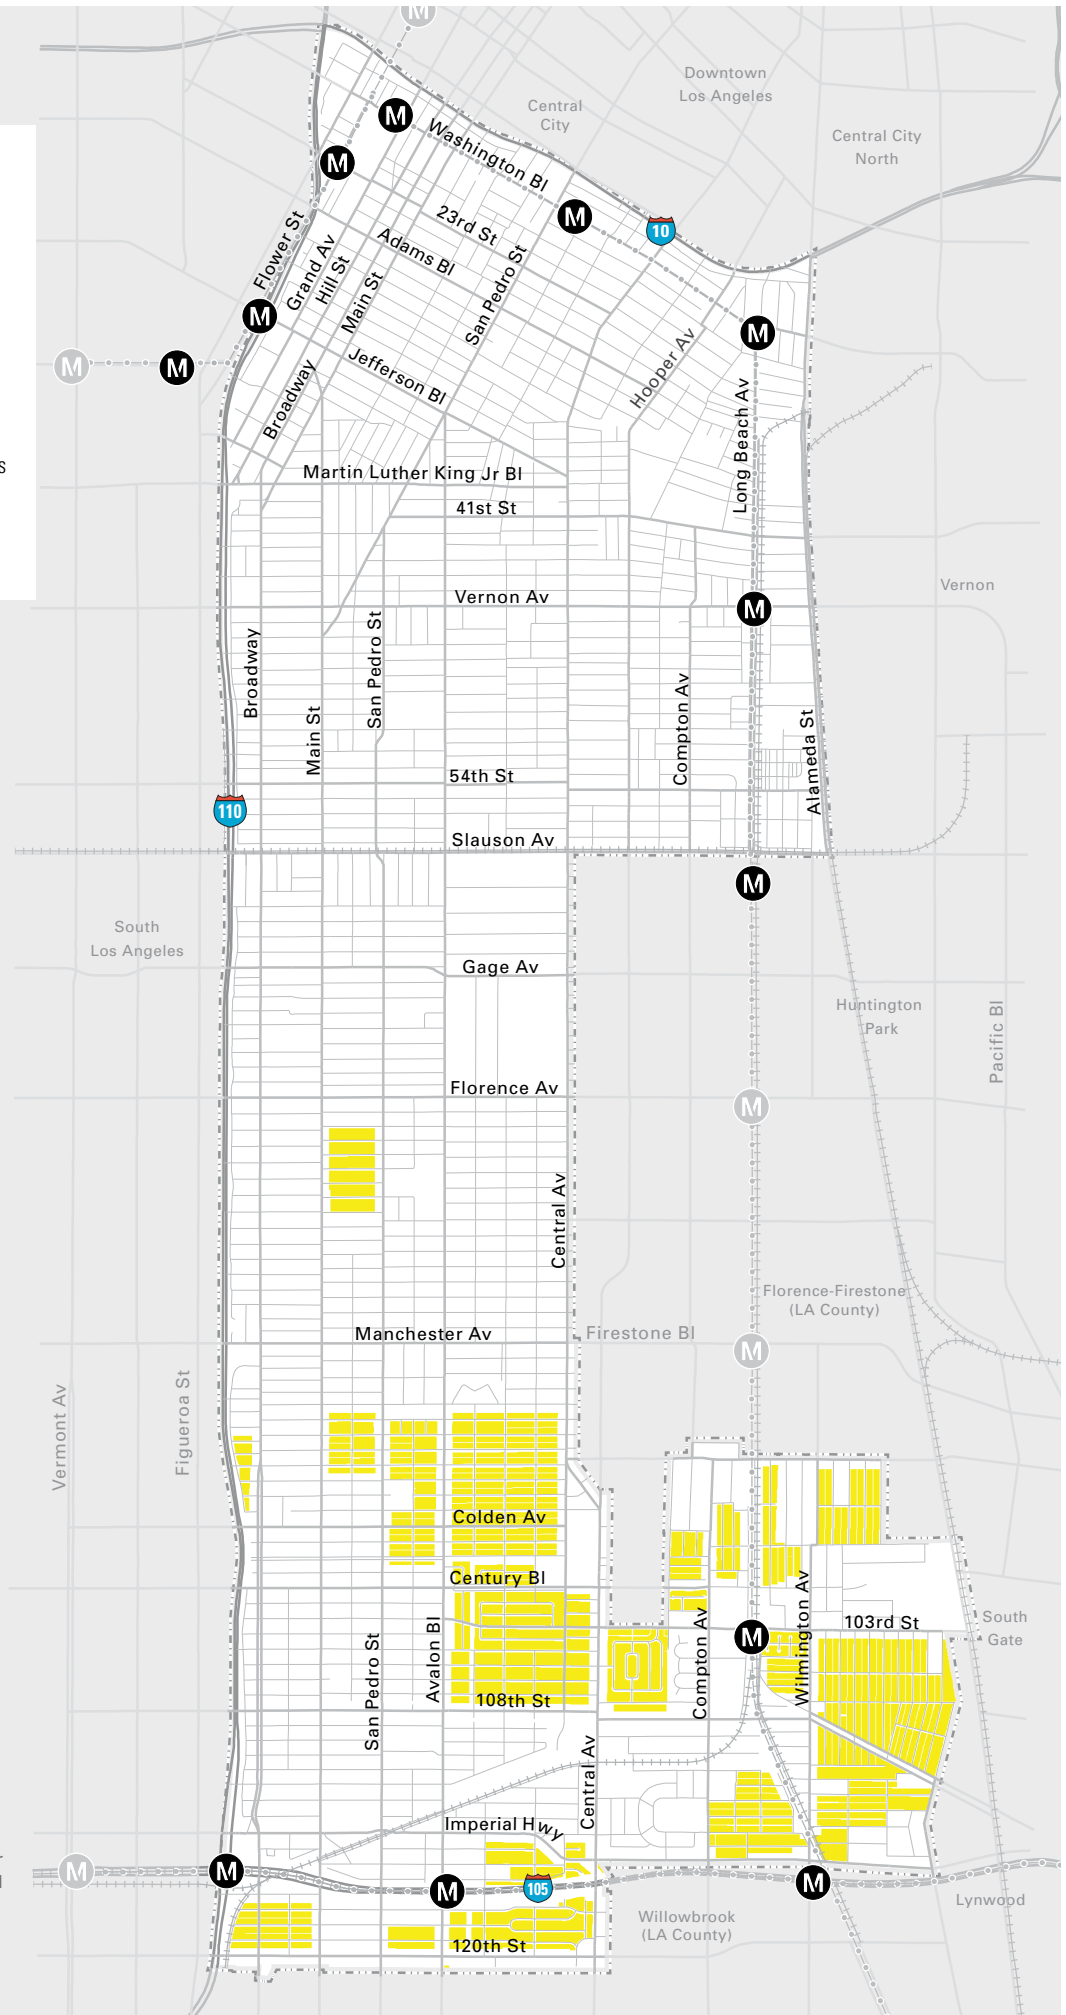 M
Downtown
Los Angeles
Central
City
Central City
North
M
Washington Bl
M
M
10
23rd St
Adams Bl
San Pedro St
Flower St
Grand Av
Hill St
Main St
M
M
Hooper Av
M
M
Jefferson Bl
Broadway
Long Beach Av
s
Martin Luther King Jr Bl
41st St
Vernon
Vernon Av
M
Broadway
San Pedro St
Main St
Compton Av
Alameda St
54th St
110
Slauson Av
M
South
Los Angeles
Gage Av
Huntington
Park
Pacific Bl
Florence Av
M
Central Av
Florence-Firestone
(LA County)
Manchester Av
Firestone Bl
M
Vermont Av
Figueroa St
Colden Av
Century Bl
Wilmington Av
103rd St
South
Gate
M
Compton Av
Avalon Bl
San Pedro St
108th St
Central Av
Imperial Hwy
M
M
M
105
M
Lynwood
Willowbrook
(LA County)
120th St